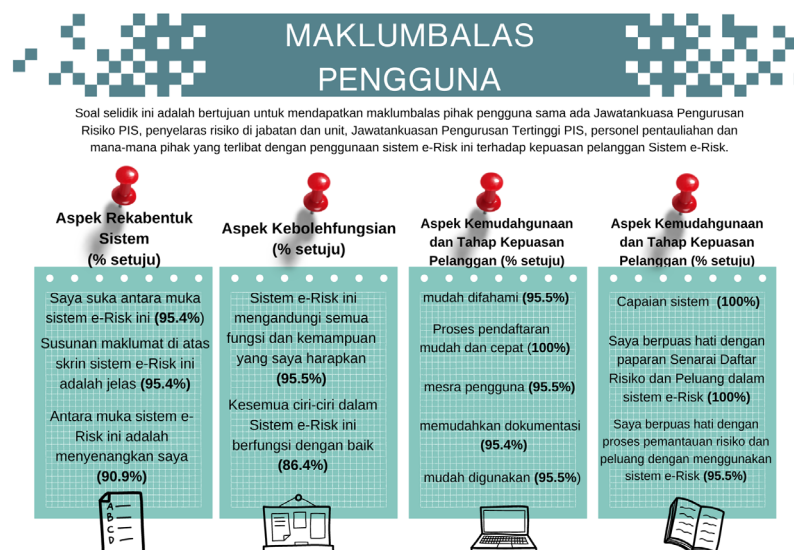 MAKLUMBALAS
PENGGUNA
Soal selidik ini adalah bertujuan untuk mendapatkan maklumbalas pihak pengguna sama ada Jawatankuasa Pengurusan
Risiko PIS, penyelaras risiko di jabatan dan unit, Jawatankuasan Pengurusan Tertinggi PIS, personel pentauliahan dan
mana-mana pihak yang terlibat dengan penggunaan sistem e-Risk ini terhadap kepuasan pelanggan Sistem e-Risk.
Aspek Rekabentuk
Sistem
(% setuju)
Saya suka antara muka
sistem e-Risk ini (95.4%)
Susunan maklumat di atas
skrin sistem e-Risk ini
adalah jelas (95.4%)
Antara muka sistem e-
Risk ini adalah
menyenangkan saya
(90.9%)
A
B
C
D
Aspek Kebolehfungsian
(% setuju)
Sistem e-Risk ini
mengandungi semua
fungsi dan kemampuan
yang saya harapkan
(95.5%)
Kesemua ciri-ciri dalam
Sistem e-Risk ini
berfungsi dengan baik
(86.4%)
Aspek Kemudahgunaan
dan Tahap Kepuasan
Pelanggan (% setuju)
mudah difahami (95.5%)
Proses pendaftaran
mudah dan cepat (100%)
mesra pengguna (95.5%)
memudahkan dokumentasi
(95.4%)
mudah digunakan (95.5%)
Aspek Kemudahgunaan
dan Tahap Kepuasan
Pelanggan (% setuju)
Capaian sistem (100%)
Saya berpuas hati dengan
paparan Senarai Daftar
Risiko dan Peluang dalam
sistem e-Risk (100%)
Saya berpuas hati dengan
proses pemantauan risiko dan
peluang dengan menggunakan
sistem e-Risk (95.5%)